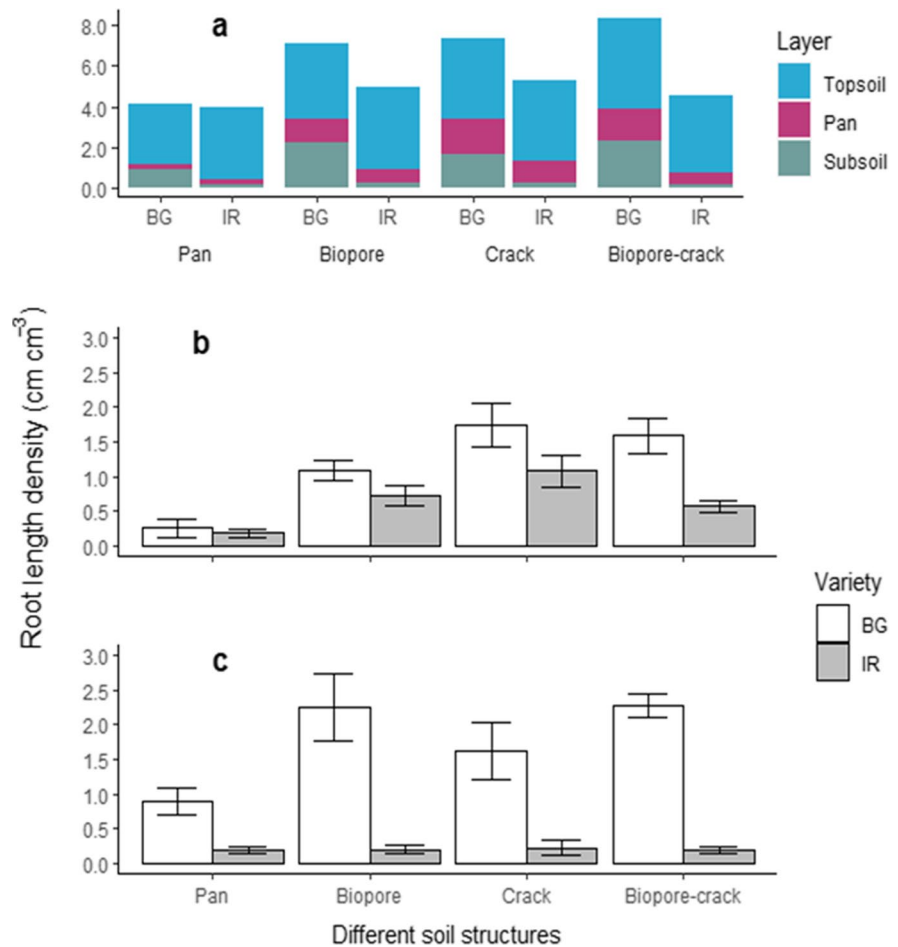 a
8.0
6.0
4.0
2.0
0.0
BG IR BG IR BG IR BG IR
Pan Biopore Crack Biopore-crack
Layer
Topsoil
Pan
Subsoil
Root length density (cm cm⁻³)
b
3.0
2.5
2.0
1.5
1.0
0.5
0.0
Variety
BG
IR
c
3.0
2.5
2.0
1.5
1.0
0.5
0.0
Pan Biopore Crack Biopore-crack
Different soil structures